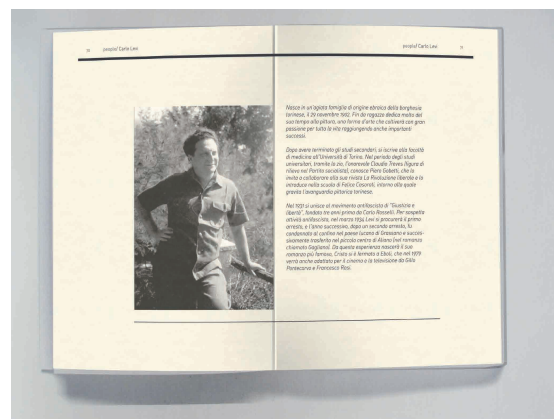 people/ Carlo Levi
people/ Carlo Levi
Nasce in un'agiata famiglia di origine ebraica della borghesia
torinese, il 29 novembre 1902. Fin da ragazzo dedica molto del
suo tempo alla pittura, una forma d'arte che coltiverà con gran
passione per tutta la vita raggiungendo anche importanti
successi.
Dopo avere terminato gli studi secondari, si iscrive alla facoltà
di medicina all'Università di Torino. Nel periodo degli studi
universitari, tramite lo zio, l'onorevole Claudio Treves (figura di
rilievo nel Partito socialista), conosce Piero Gobetti, che lo
invita a collaborare alla sua rivista La Rivoluzione liberale e lo
introduce nella scuola di Felice Casorati, intorno alla quale
gravita l'avanguardia pittorica torinese.
Nel 1931 si unisce al movimento antifascista di "Giustizia e
libertà", fondato tre anni prima da Carlo Rosselli. Per sospetta
attività antifascista, nel marzo 1934 Levi si procurerà il primo
arresto, e l'anno successivo, dopo un secondo arresto, fu
condannato al confino nel paese lucano di Grassano e succes-
sivamente trasferito nel piccolo centro di Aliano (nel romanzo
chiamato Gagliano). Da questa esperienza nascerà il suo
romanzo più famoso, Cristo si è fermato a Eboli, che nel 1979
verrà anche adattato per il cinema e la televisione da Gillo
Pontecorvo e Francesco Rosi.